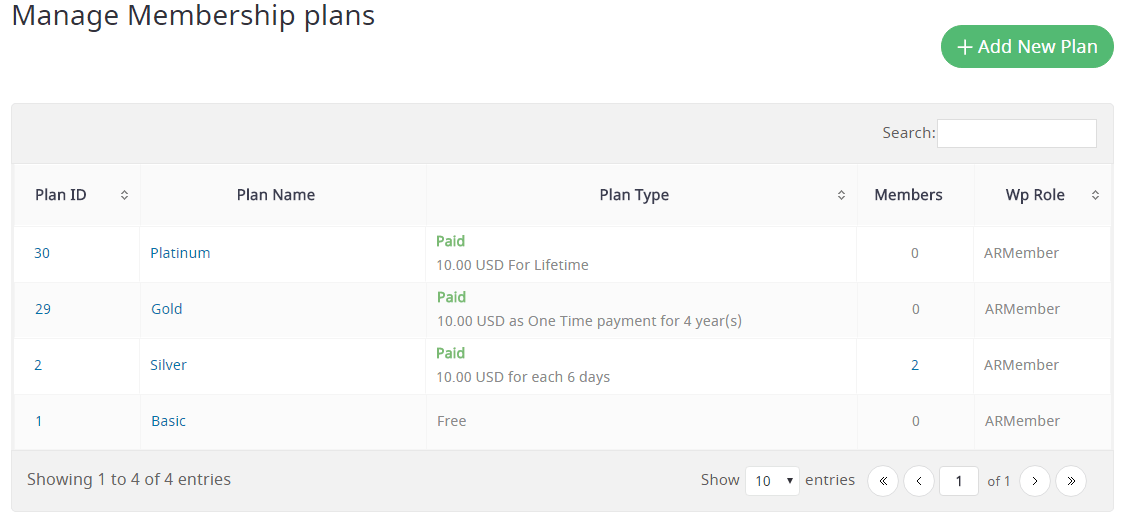 Manage Membership plans
+ Add New Plan
Search:
Plan ID Plan Name Plan Type Members Wp Role
30 Platinum Paid 0 ARMember
10.00 USD For Lifetime
29 Gold Paid 0 ARMember
10.00 USD as One Time payment for 4 year(s)
2 Silver Paid 2 ARMember
10.00 USD for each 6 days
1 Basic Free 0 ARMember
Showing 1 to 4 of 4 entries Show 10 entries « ‹ 1 of 1 › »